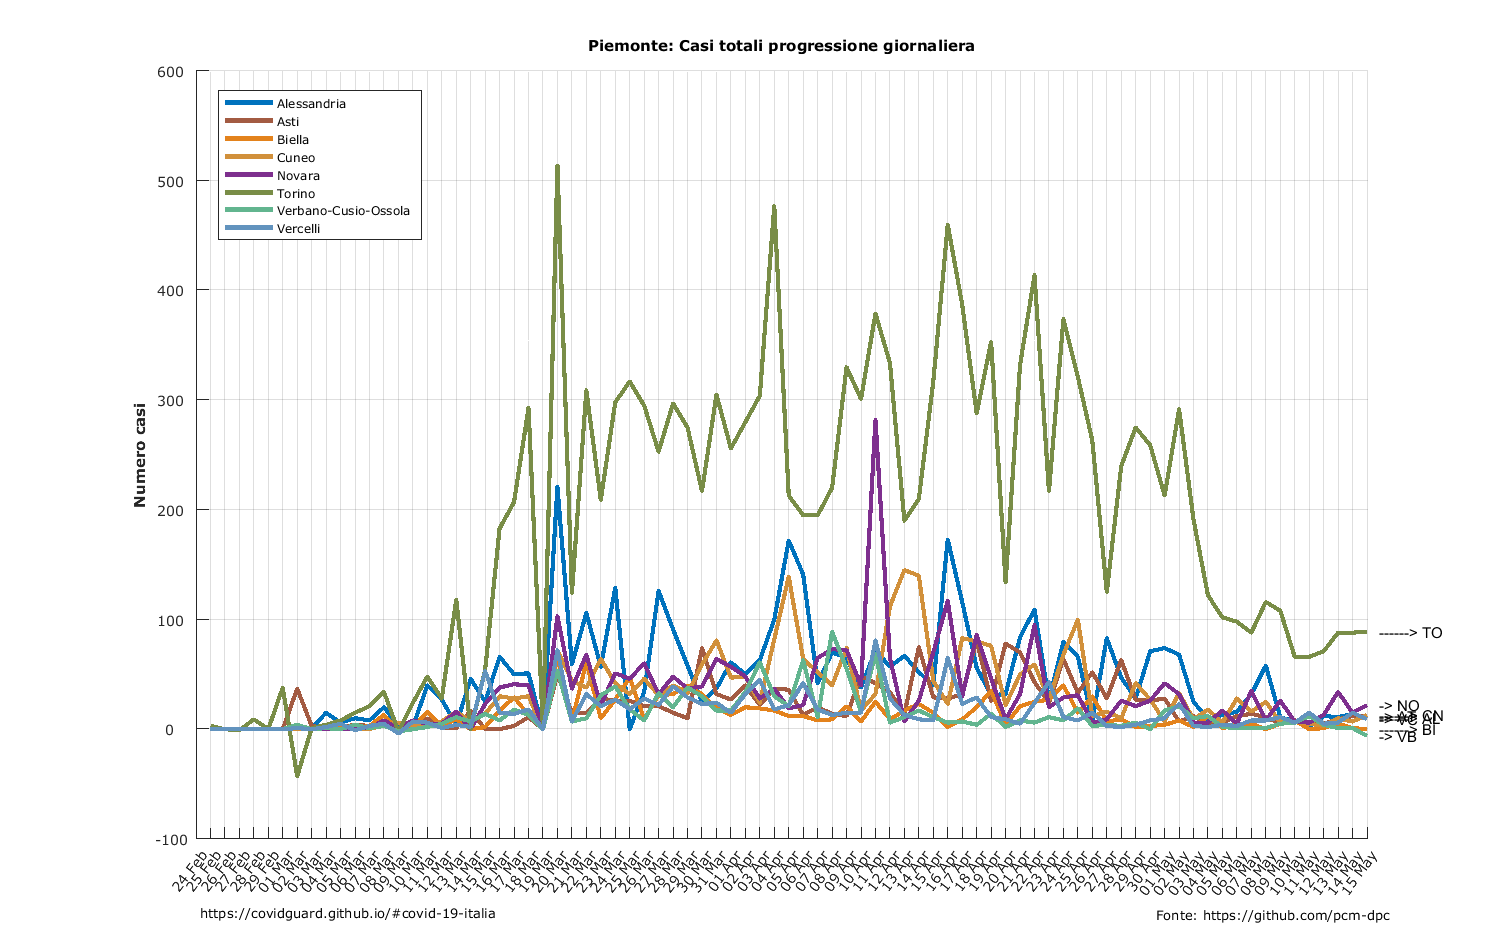 Piemonte: Casi totali progressione giornaliera
600
500
400
300
200
100
0
-100
Numero casi
Alessandria
Asti
Biella
Cuneo
Novara
Torino
Verbano-Cusio-Ossola
Vercelli
------> TO
-> NO
CN
BI
-> VB
24 Feb
25 Feb
26 Feb
27 Feb
28 Feb
29 Feb
01 Mar
02 Mar
03 Mar
04 Mar
05 Mar
06 Mar
07 Mar
08 Mar
09 Mar
10 Mar
11 Mar
12 Mar
13 Mar
14 Mar
15 Mar
16 Mar
17 Mar
18 Mar
19 Mar
20 Mar
21 Mar
22 Mar
23 Mar
24 Mar
25 Mar
26 Mar
27 Mar
28 Mar
29 Mar
30 Mar
31 Mar
01 Apr
02 Apr
03 Apr
04 Apr
05 Apr
06 Apr
07 Apr
08 Apr
09 Apr
10 Apr
11 Apr
12 Apr
13 Apr
14 Apr
15 Apr
16 Apr
17 Apr
18 Apr
19 Apr
20 Apr
21 Apr
22 Apr
23 Apr
24 Apr
25 Apr
26 Apr
27 Apr
28 Apr
29 Apr
30 Apr
01 May
02 May
03 May
04 May
05 May
06 May
07 May
08 May
09 May
10 May
11 May
12 May
13 May
14 May
15 May
https://covidguard.github.io/#covid-19-italia
Fonte: https://github.com/pcm-dpc